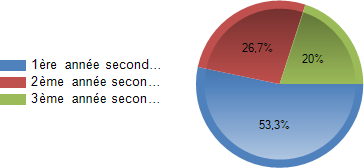 1ère année second...
2ème année secon...
3ème année secon...
26,7%
20%
53,3%